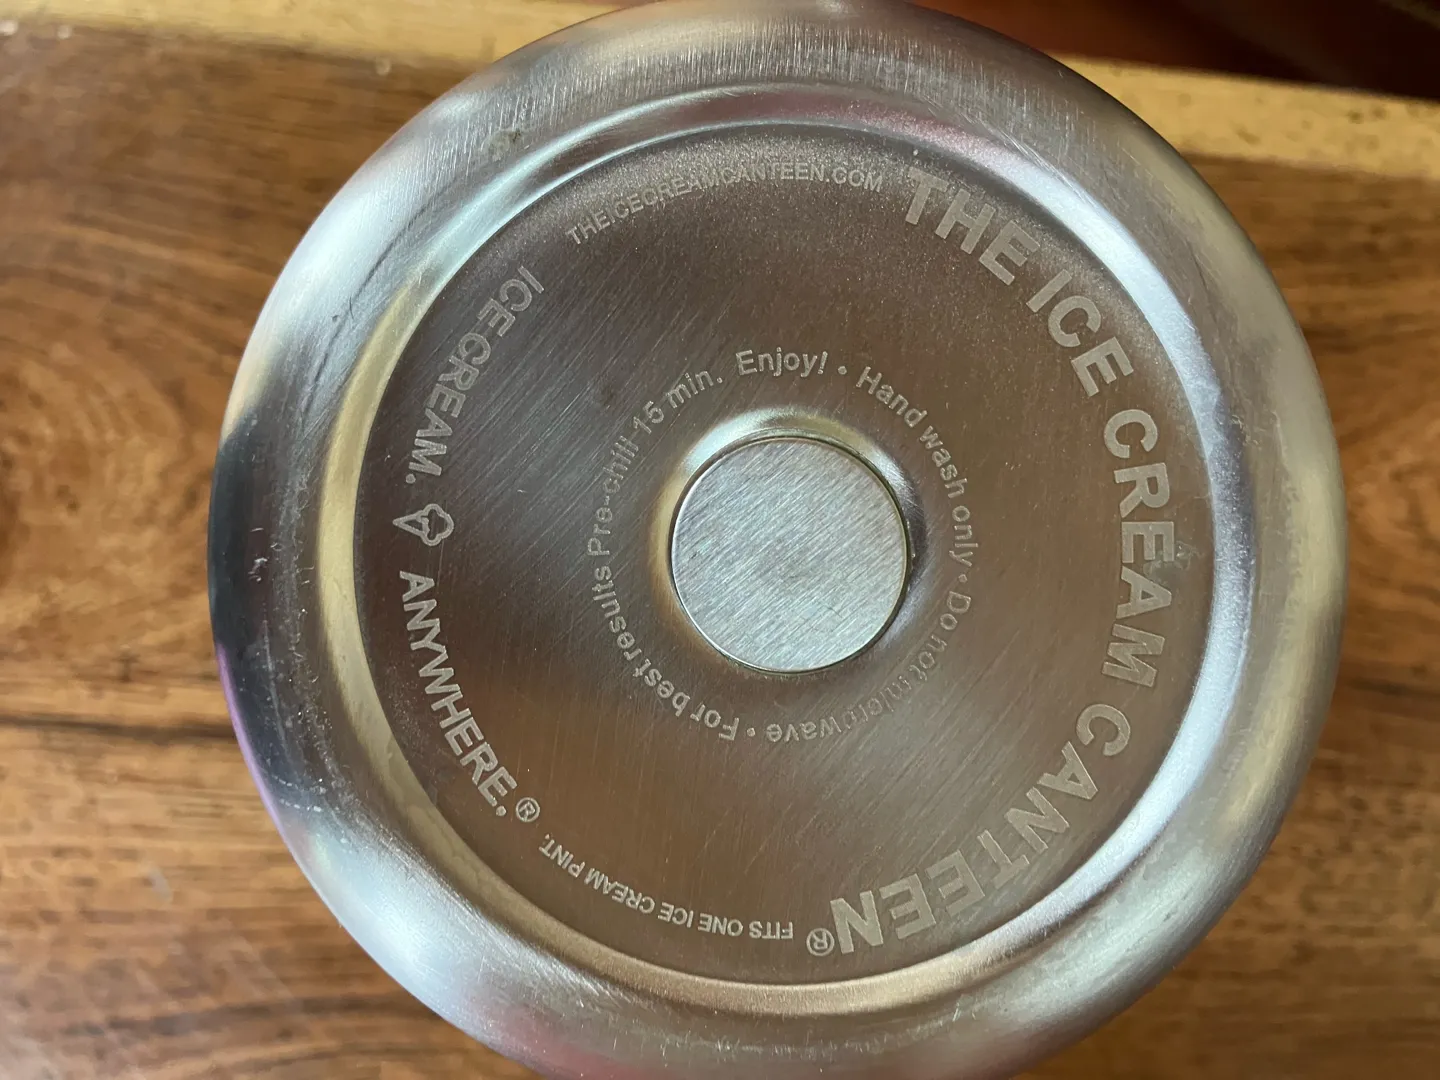 THE ICE CREAM CANTEEN®
FITS ONE ICE CREAM PINT.
ICE CREAM. ANYWHERE.®
THEICECREAMCANTEEN.COM
Enjoy! • Hand wash only • Do not microwave • For best results Pre-chill 15 min.